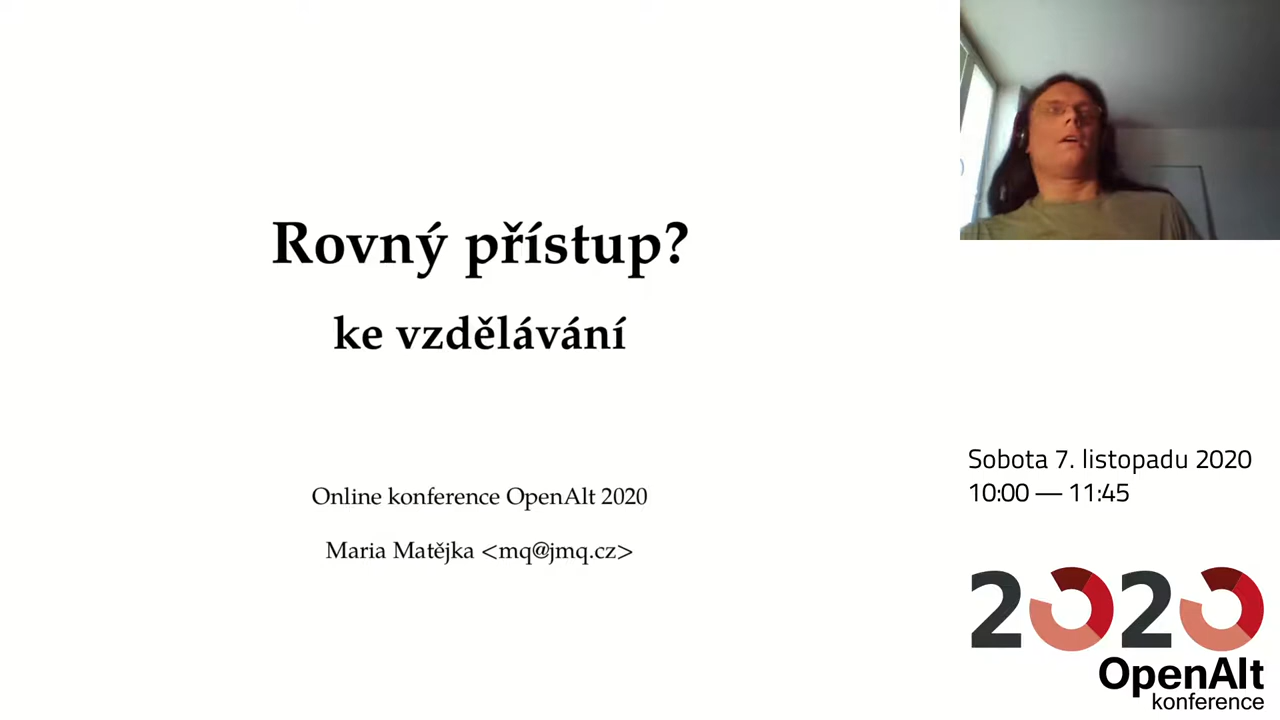 Rovný přístup?
ke vzdělávání
Online konference OpenAlt 2020
Maria Matějka <mq@jmq.cz>
Sobota 7. listopadu 2020
10:00 — 11:45
2020
OpenAlt
konference